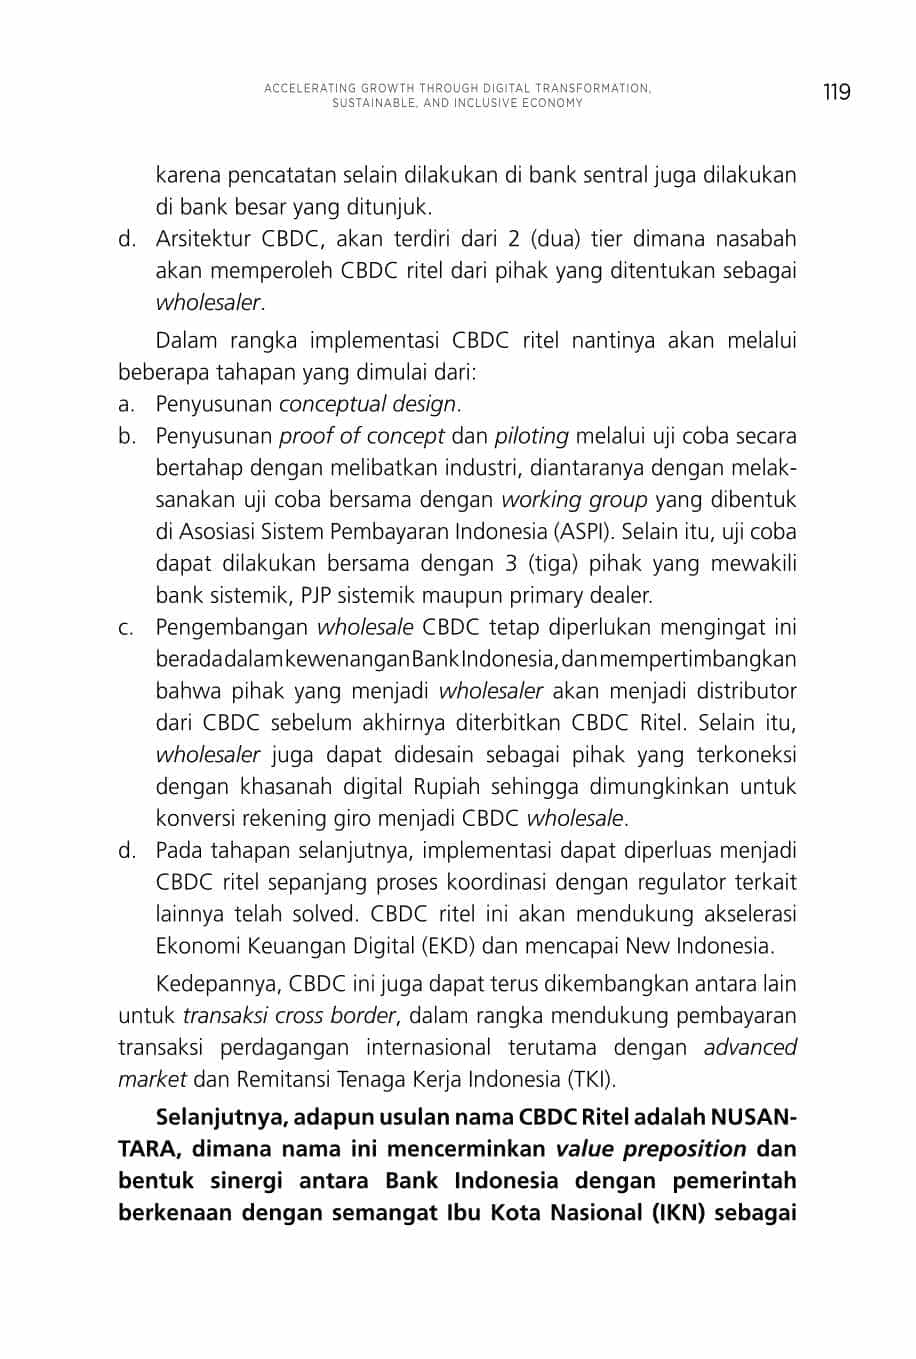 ACCELERATING GROWTH THROUGH DIGITAL TRANSFORMATION,
SUSTAINABLE, AND INCLUSIVE ECONOMY
119
karena pencatatan selain dilakukan di bank sentral juga dilakukan
di bank besar yang ditunjuk.
d. Arsitektur CBDC, akan terdiri dari 2 (dua) tier dimana nasabah
akan memperoleh CBDC ritel dari pihak yang ditentukan sebagai
wholesaler.
Dalam rangka implementasi CBDC ritel nantinya akan melalui
beberapa tahapan yang dimulai dari:
a. Penyusunan conceptual design.
b. Penyusunan proof of concept dan piloting melalui uji coba secara
bertahap dengan melibatkan industri, diantaranya dengan melak-
sanakan uji coba bersama dengan working group yang dibentuk
di Asosiasi Sistem Pembayaran Indonesia (ASPI). Selain itu, uji coba
dapat dilakukan bersama dengan 3 (tiga) pihak yang mewakili
bank sistemik, PJP sistemik maupun primary dealer.
c. Pengembangan wholesale CBDC tetap diperlukan mengingat ini
berada dalam kewenangan Bank Indonesia, dan mempertimbangkan
bahwa pihak yang menjadi wholesaler akan menjadi distributor
dari CBDC sebelum akhirnya diterbitkan CBDC Ritel. Selain itu,
wholesaler juga dapat didesain sebagai pihak yang terkoneksi
dengan khasanah digital Rupiah sehingga dimungkinkan untuk
konversi rekening giro menjadi CBDC wholesale.
d. Pada tahapan selanjutnya, implementasi dapat diperluas menjadi
CBDC ritel sepanjang proses koordinasi dengan regulator terkait
lainnya telah solved. CBDC ritel ini akan mendukung akselerasi
Ekonomi Keuangan Digital (EKD) dan mencapai New Indonesia.
Kedepannya, CBDC ini juga dapat terus dikembangkan antara lain
untuk transaksi cross border, dalam rangka mendukung pembayaran
transaksi perdagangan internasional terutama dengan advanced
market dan Remitansi Tenaga Kerja Indonesia (TKI).
Selanjutnya, adapun usulan nama CBDC Ritel adalah NUSAN-
TARA, dimana nama ini mencerminkan value preposition dan
bentuk sinergi antara Bank Indonesia dengan pemerintah
berkenaan dengan semangat Ibu Kota Nasional (IKN) sebagai